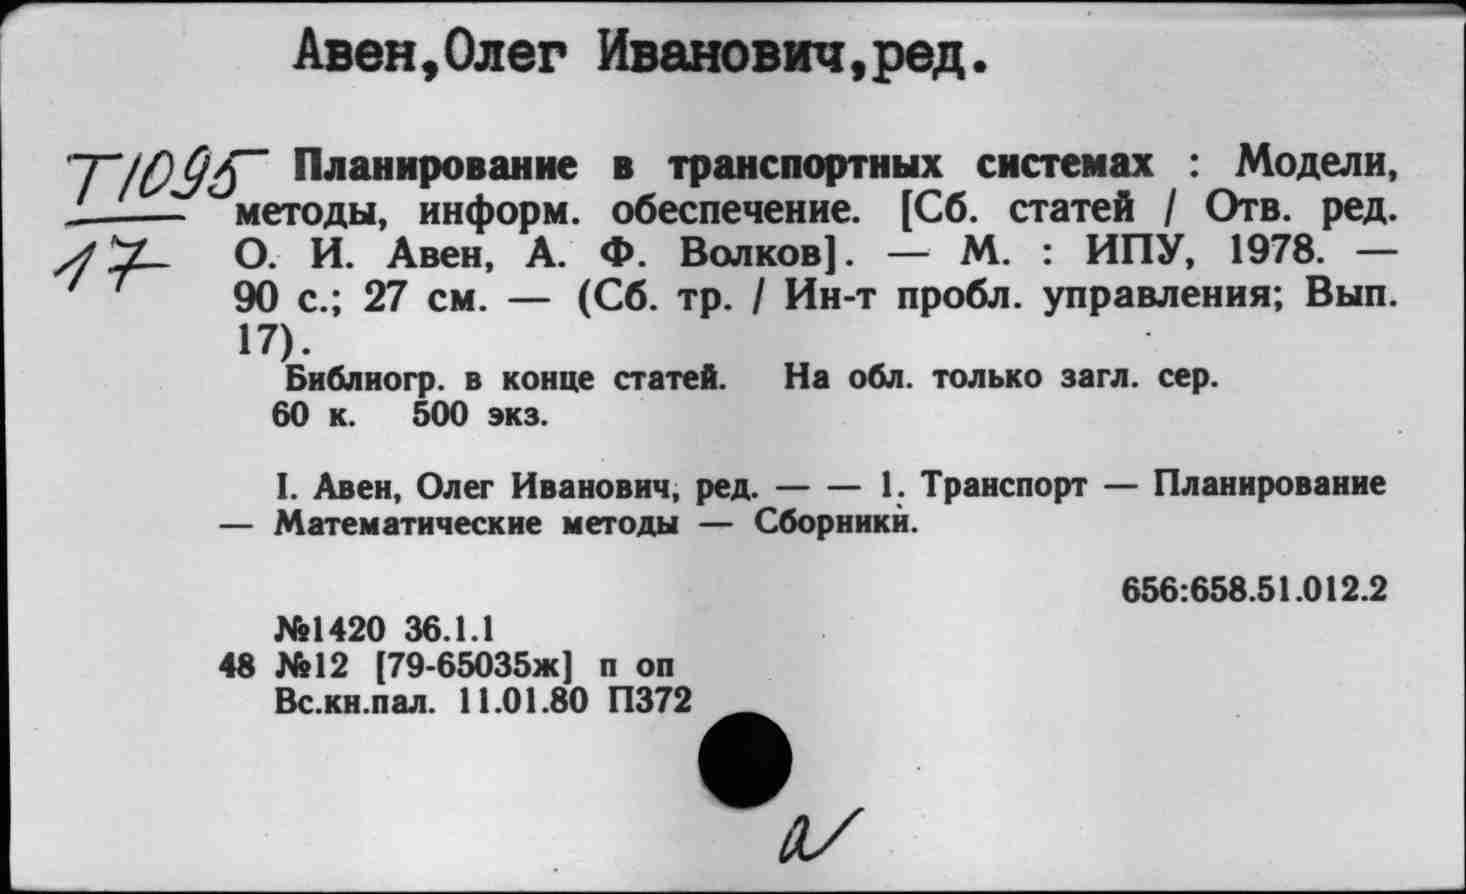 Авен,Олег Иванович,ред.
Т1095
17
Планирование в транспортных системах : Модели,
методы, информ. обеспечение. [Сб. статей / Отв. ред.
О. И. Авен, А. Ф. Волков]. — М. : ИПУ, 1978. —
90 с.; 27 см. — (Сб. тр. / Ин-т пробл. управления; Вып.
17).
Библиогр. в конце статей. На обл. только загл. сер.
60 к. 500 экз.
I. Авен, Олег Иванович, ред. — — 1. Транспорт — Планирование
— Математические методы — Сборники.
656:658.51.012.2
№1420 36.1.1
48 №12 [79-65035ж] п оп
Вс.кн.пал. 11.01.80 П372